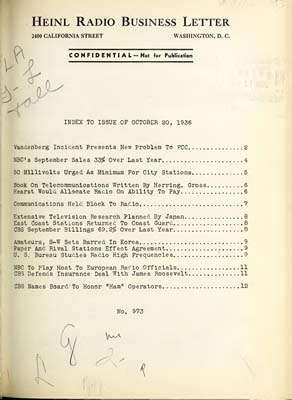 HEINL RADIO BUSINESS LETTER
2400 CALIFORNIA STREET WASHINGTON, D. C.
CONFIDENTIAL—Not for Publication
INDEX TO ISSUE OF OCTOBER 20, 1936
Vandenberg Incident Presents New Problem To FCC.............2
NBC's September Sales 33% Over Last Year....................4
50 Millivolts Urged As Minimum For City Stations............5
Book On Telecommunications Written By Herring, Gross........6
Hearst Would Allocate Radio On Ability To Pay...............6
Communications Held Block To Radio..........................7
Extensive Television Research Planned By Japan..............8
East Coast Stations Returned To Coast Guard.................8
CBS September Billings 69.2% Over Last Year.................8
Amateurs, S-W Sets Barred In Korea..........................9
Paper And Rival Stations Effect Agreement...................9
U. S. Bureau Studies Radio High Frequencies.................9
NBC To Play Host To European Radio Officials...............11
CBS Defends Insurance Deal With James Roosevelt............11
CBS Names Board To Honor "Ham" Operators...................12
No. 973